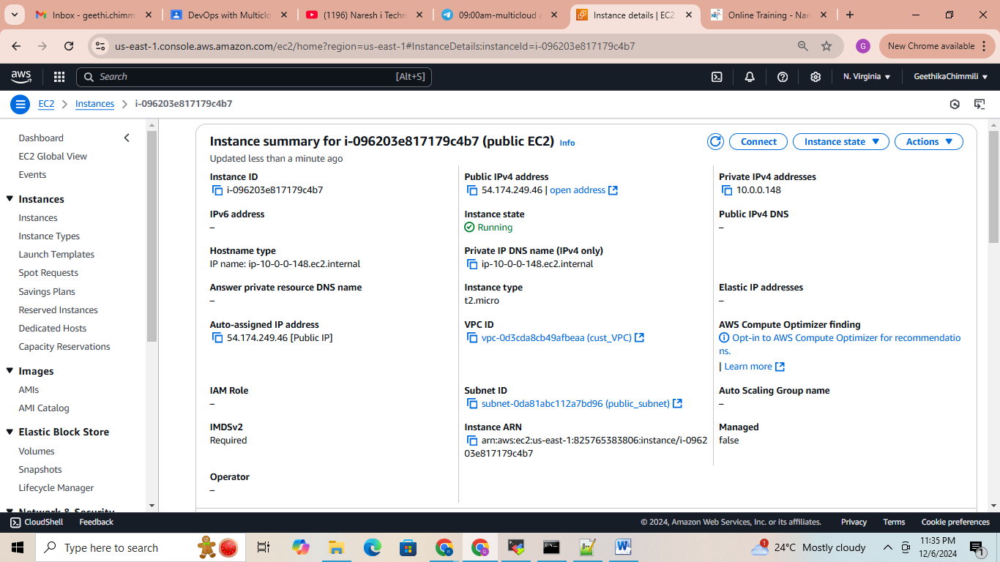 Inbox - geethi.chimm
DevOps with Multiclo
(1196) Naresh i Techn
09:00am-multicloud
Instance details | EC2
Online Training - Nar
us-east-1.console.aws.amazon.com/ec2/home?region=us-east-1#InstanceDetails:instanceId=i-096203e817179c4b7
G
New Chrome available
aws
Search
[Alt+S]
N. Virginia
GeethikaChimmili
EC2
Instances
i-096203e817179c4b7
Dashboard
EC2 Global View
Events
Instances
Instances
Instance Types
Launch Templates
Spot Requests
Savings Plans
Reserved Instances
Dedicated Hosts
Capacity Reservations
Images
AMIs
AMI Catalog
Elastic Block Store
Volumes
Snapshots
Lifecycle Manager
Network & Security
Instance summary for i-096203e817179c4b7 (public EC2) Info
Updated less than a minute ago
Connect
Instance state
Actions
Instance ID
i-096203e817179c4b7
Public IPv4 address
54.174.249.46 | open address
Private IPv4 addresses
10.0.0.148
IPv6 address
–
Instance state
Running
Public IPv4 DNS
–
Hostname type
IP name: ip-10-0-0-148.ec2.internal
Private IP DNS name (IPv4 only)
ip-10-0-0-148.ec2.internal
Answer private resource DNS name
–
Instance type
t2.micro
Elastic IP addresses
–
Auto-assigned IP address
54.174.249.46 [Public IP]
VPC ID
vpc-0d3cda8cb49afbeaa (cust_VPC)
AWS Compute Optimizer finding
Opt-in to AWS Compute Optimizer for recommendatio
ns.
| Learn more
IAM Role
–
Subnet ID
subnet-0da81abc112a7bd96 (public_subnet)
Auto Scaling Group name
–
IMDSv2
Required
Instance ARN
arn:aws:ec2:us-east-1:825765383806:instance/i-0962
03e817179c4b7
Managed
false
Operator
–
CloudShell
Feedback
© 2024, Amazon Web Services, Inc. or its affiliates.
Privacy
Terms
Cookie preferences
Type here to search
1
24°C Mostly cloudy
11:35 PM
12/6/2024
1